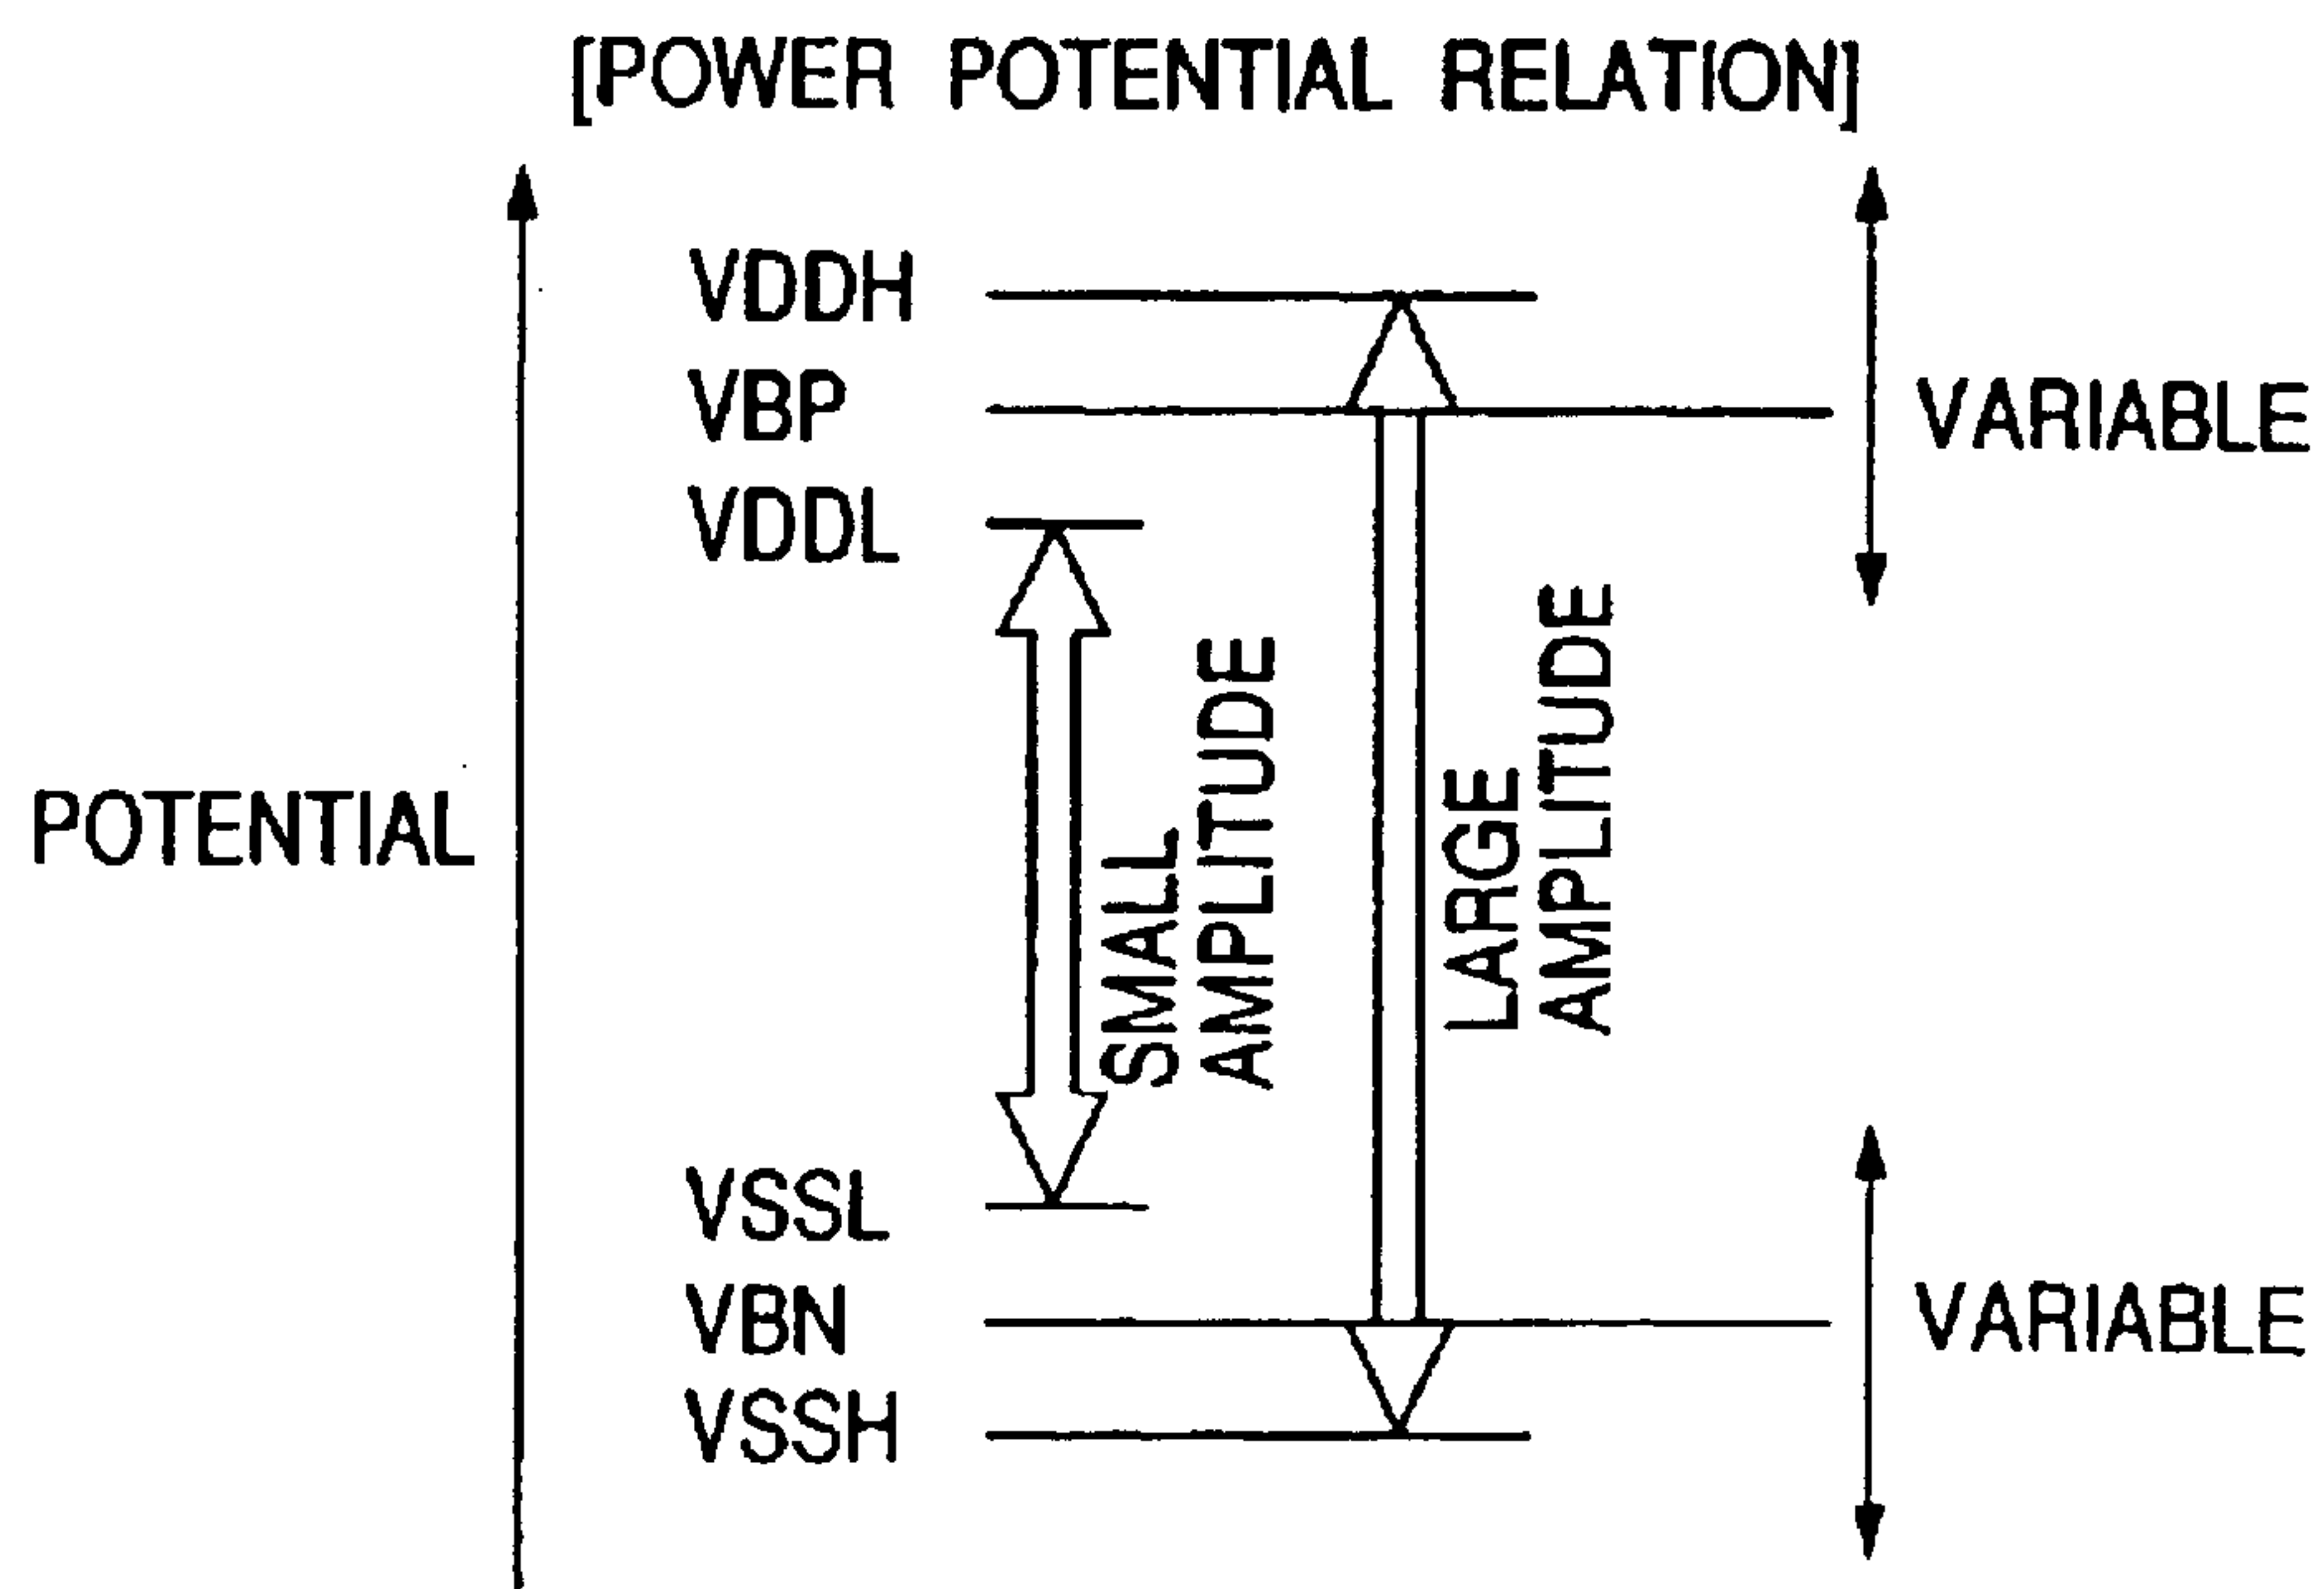 [POWER POTENTIAL RELATION]
VDDH
VBP
VARIABLE
VDDL
POTENTIAL
SMALL
AMPLITUDE
LARGE
AMPLITUDE
VSSL
VBN
VARIABLE
VSSH